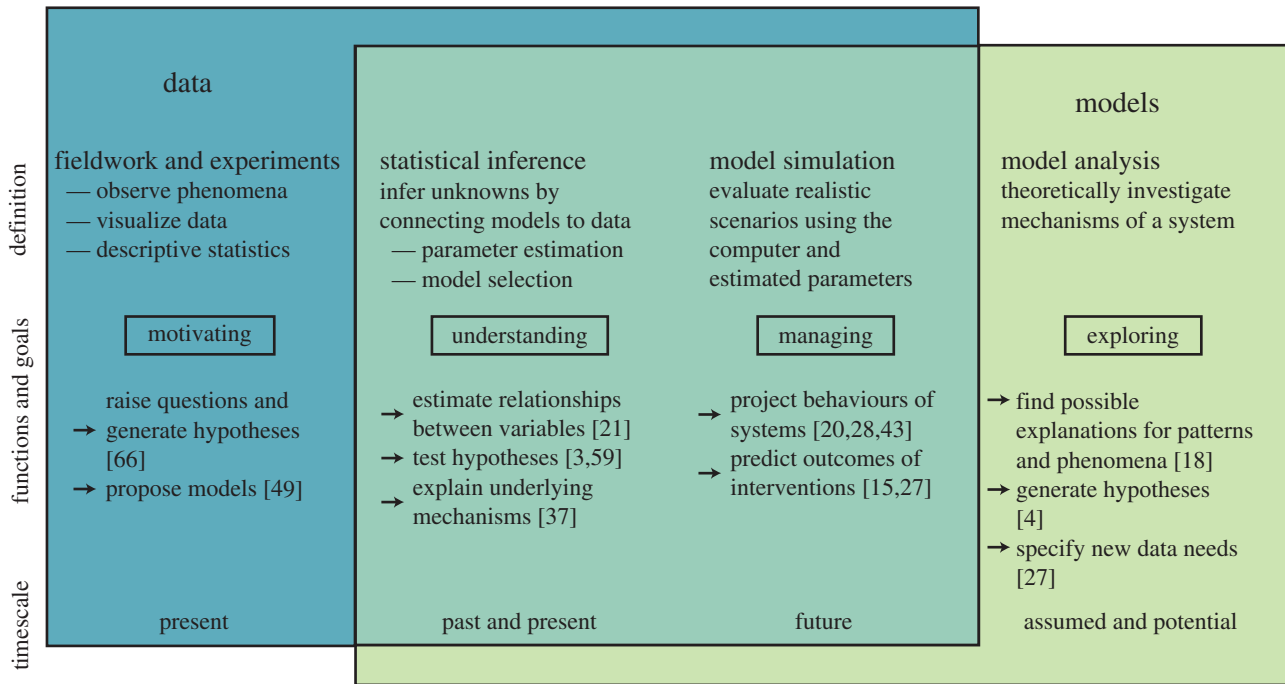 data
models
definition
fieldwork and experiments
— observe phenomena
— visualize data
— descriptive statistics
statistical inference
infer unknowns by
connecting models to data
— parameter estimation
— model selection
model simulation
evaluate realistic
scenarios using the
computer and
estimated parameters
model analysis
theoretically investigate
mechanisms of a system
functions and goals
motivating
raise questions and
→ generate hypotheses
[66]
→ propose models [49]
understanding
→ estimate relationships
between variables [21]
→ test hypotheses [3,59]
→ explain underlying
mechanisms [37]
managing
→ project behaviours of
systems [20,28,43]
→ predict outcomes of
interventions [15,27]
exploring
→ find possible
explanations for patterns
and phenomena [18]
→ generate hypotheses
[4]
→ specify new data needs
[27]
timescale
present
past and present
future
assumed and potential